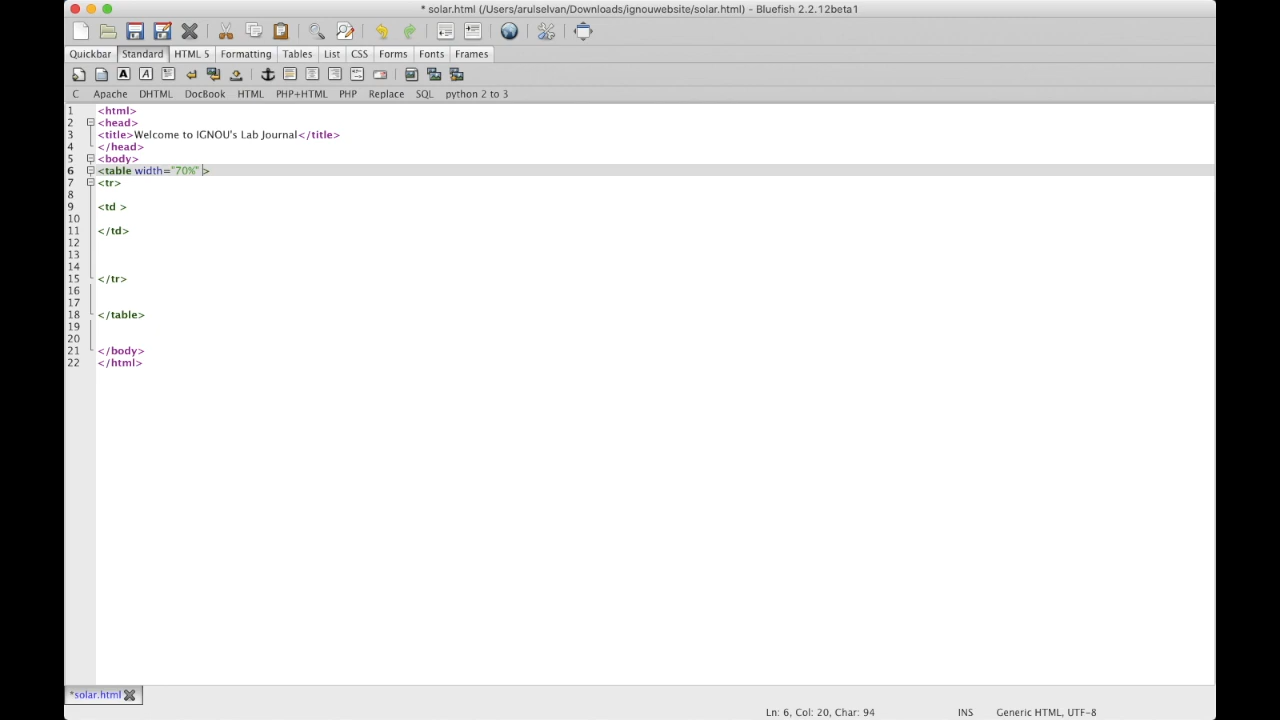 * solar.html (/Users/arulselvan/Downloads/ignouwebsite/solar.html) - Bluefish 2.2.12beta1
Quickbar Standard HTML 5 Formatting Tables List CSS Forms Fonts Frames
C Apache DHTML DocBook HTML PHP+HTML PHP Replace SQL python 2 to 3
1 <html>
2 <head>
3 <title>Welcome to IGNOU's Lab Journal</title>
4 </head>
5 <body>
6 <table width="70%" >
7 <tr>
8
9 <td >
10
11 </td>
12
13
14
15 </tr>
16
17
18 </table>
19
20
21 </body>
22 </html>
*solar.html
Ln: 6, Col: 20, Char: 94 INS Generic HTML, UTF-8